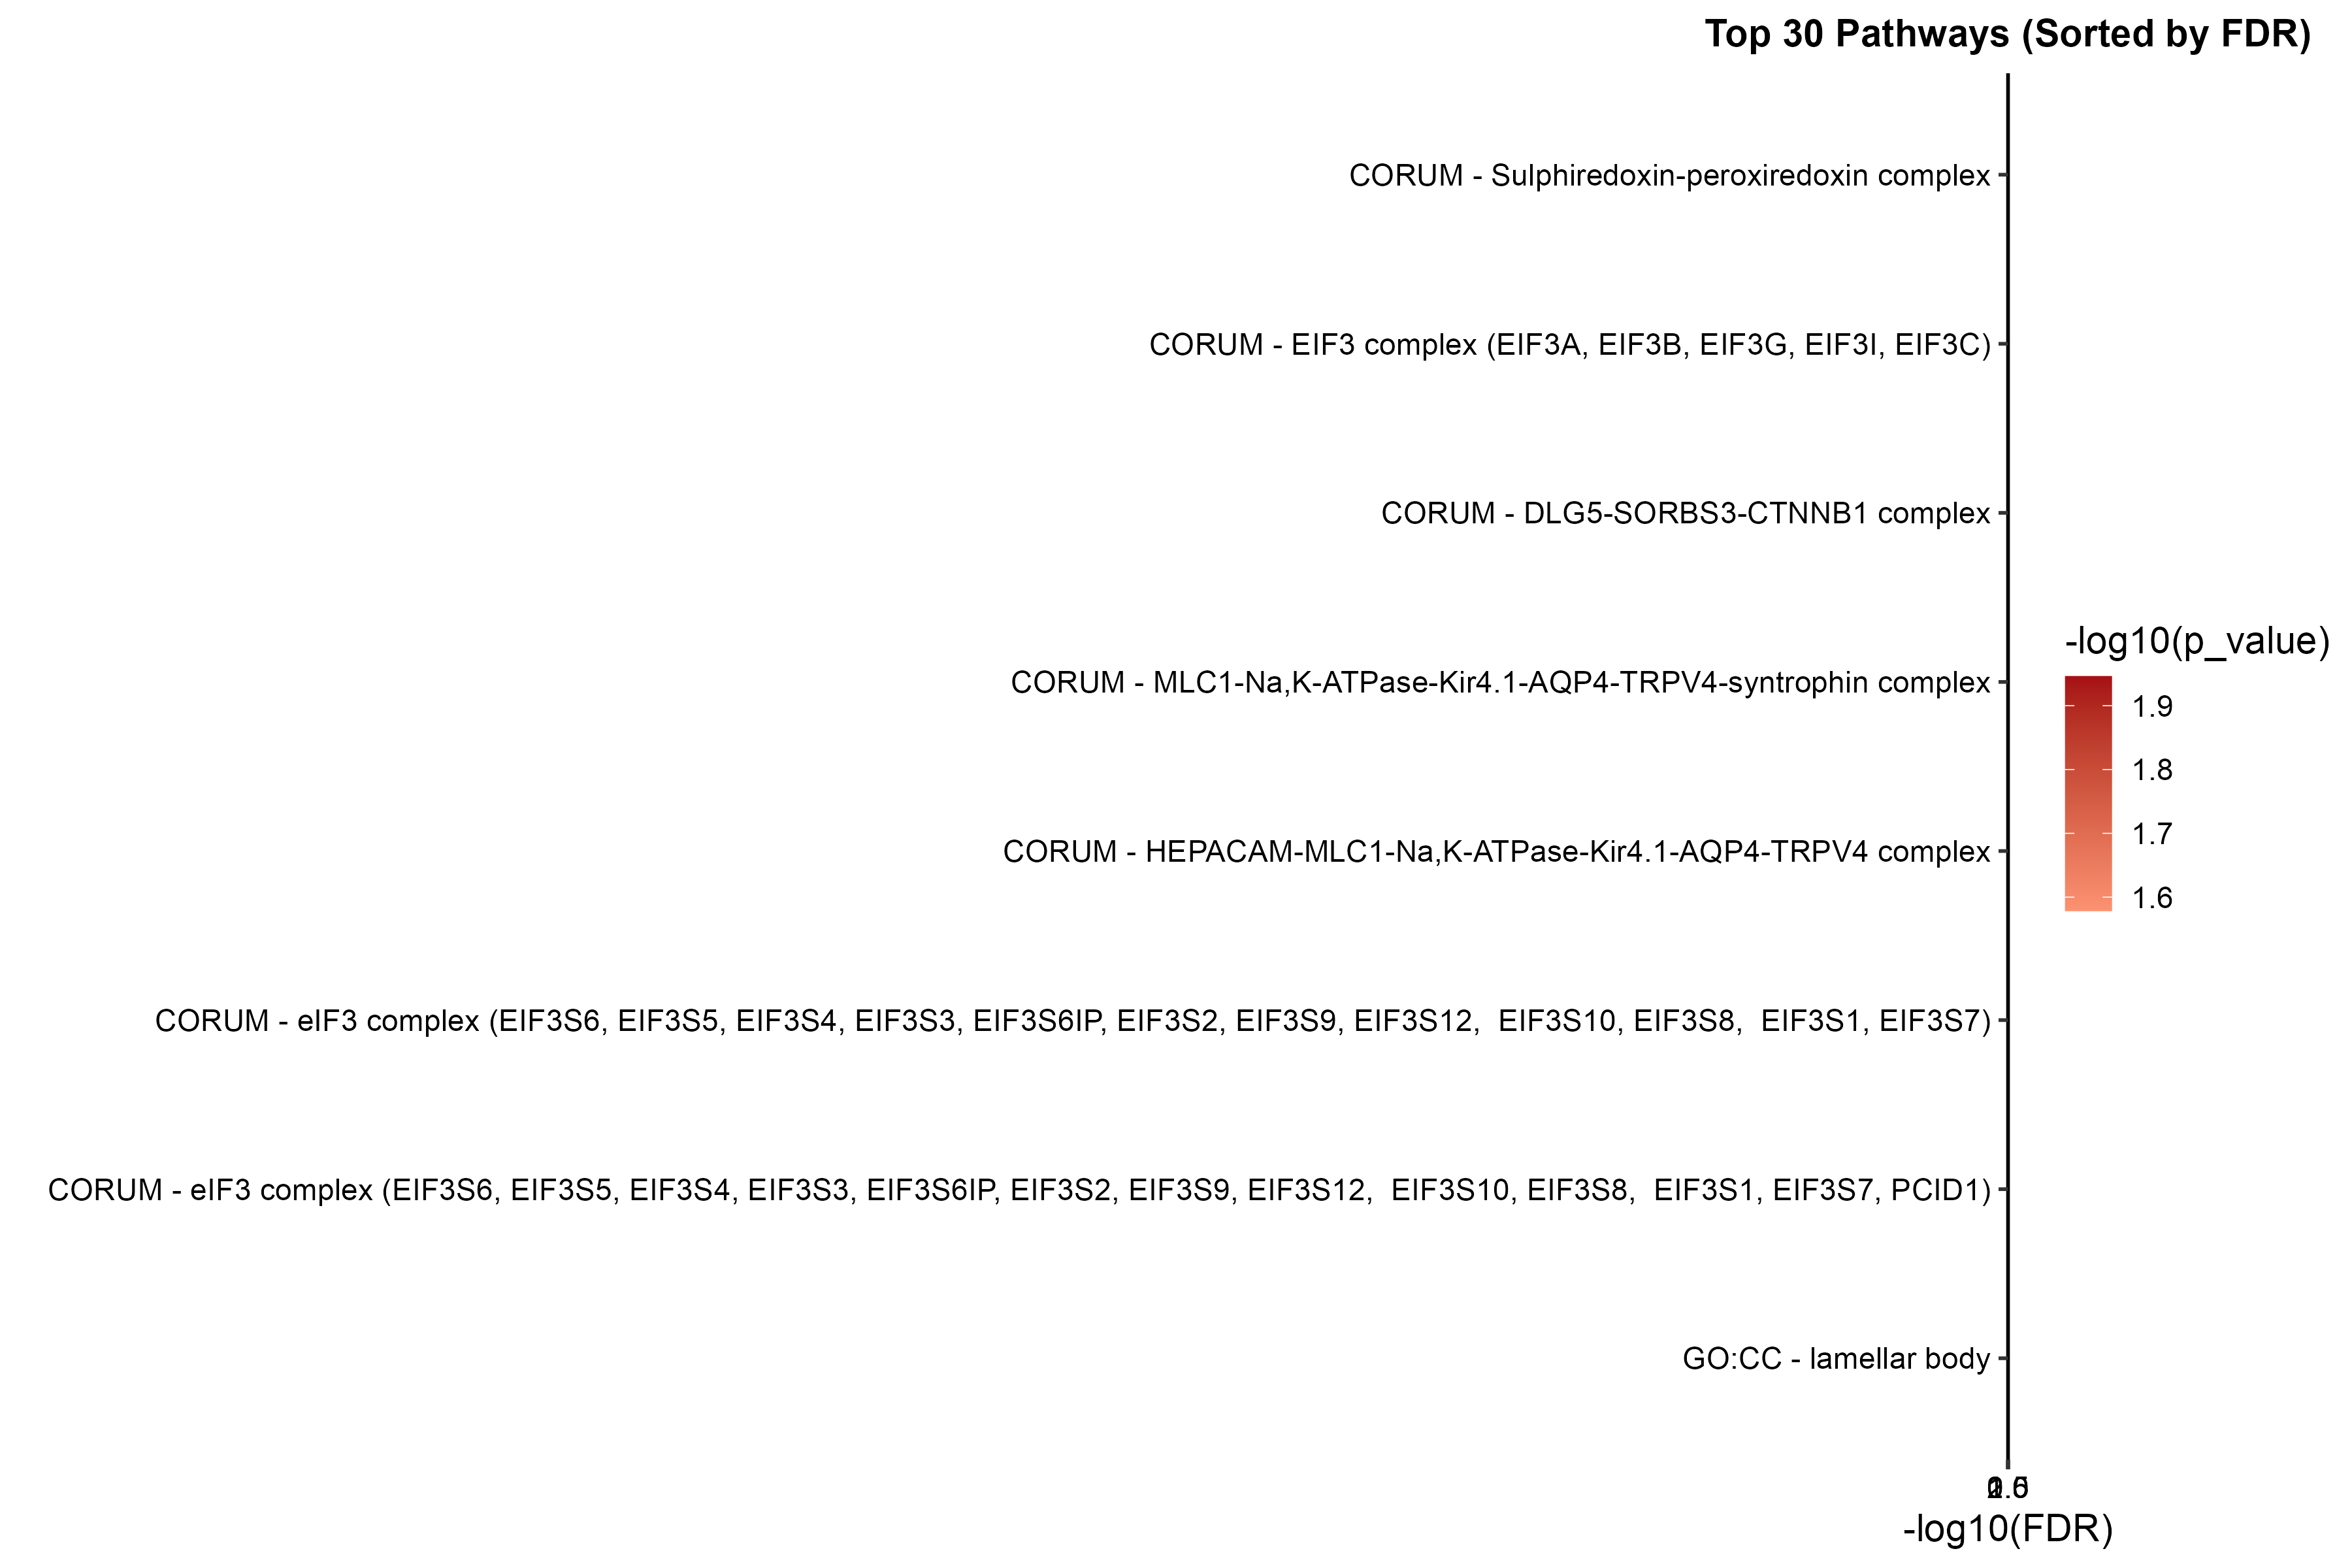 Top 30 Pathways (Sorted by FDR)
CORUM - Sulphiredoxin-peroxiredoxin complex
CORUM - EIF3 complex (EIF3A, EIF3B, EIF3G, EIF3I, EIF3C)
CORUM - DLG5-SORBS3-CTNNB1 complex
CORUM - MLC1-Na,K-ATPase-Kir4.1-AQP4-TRPV4-syntrophin complex
CORUM - HEPACAM-MLC1-Na,K-ATPase-Kir4.1-AQP4-TRPV4 complex
CORUM - eIF3 complex (EIF3S6, EIF3S5, EIF3S4, EIF3S3, EIF3S6IP, EIF3S2, EIF3S9, EIF3S12,  EIF3S10, EIF3S8,  EIF3S1, EIF3S7)
CORUM - eIF3 complex (EIF3S6, EIF3S5, EIF3S4, EIF3S3, EIF3S6IP, EIF3S2, EIF3S9, EIF3S12,  EIF3S10, EIF3S8,  EIF3S1, EIF3S7, PCID1)
GO:CC - lamellar body
-log10(FDR)
-log10(p_value)
1.9
1.8
1.7
1.6